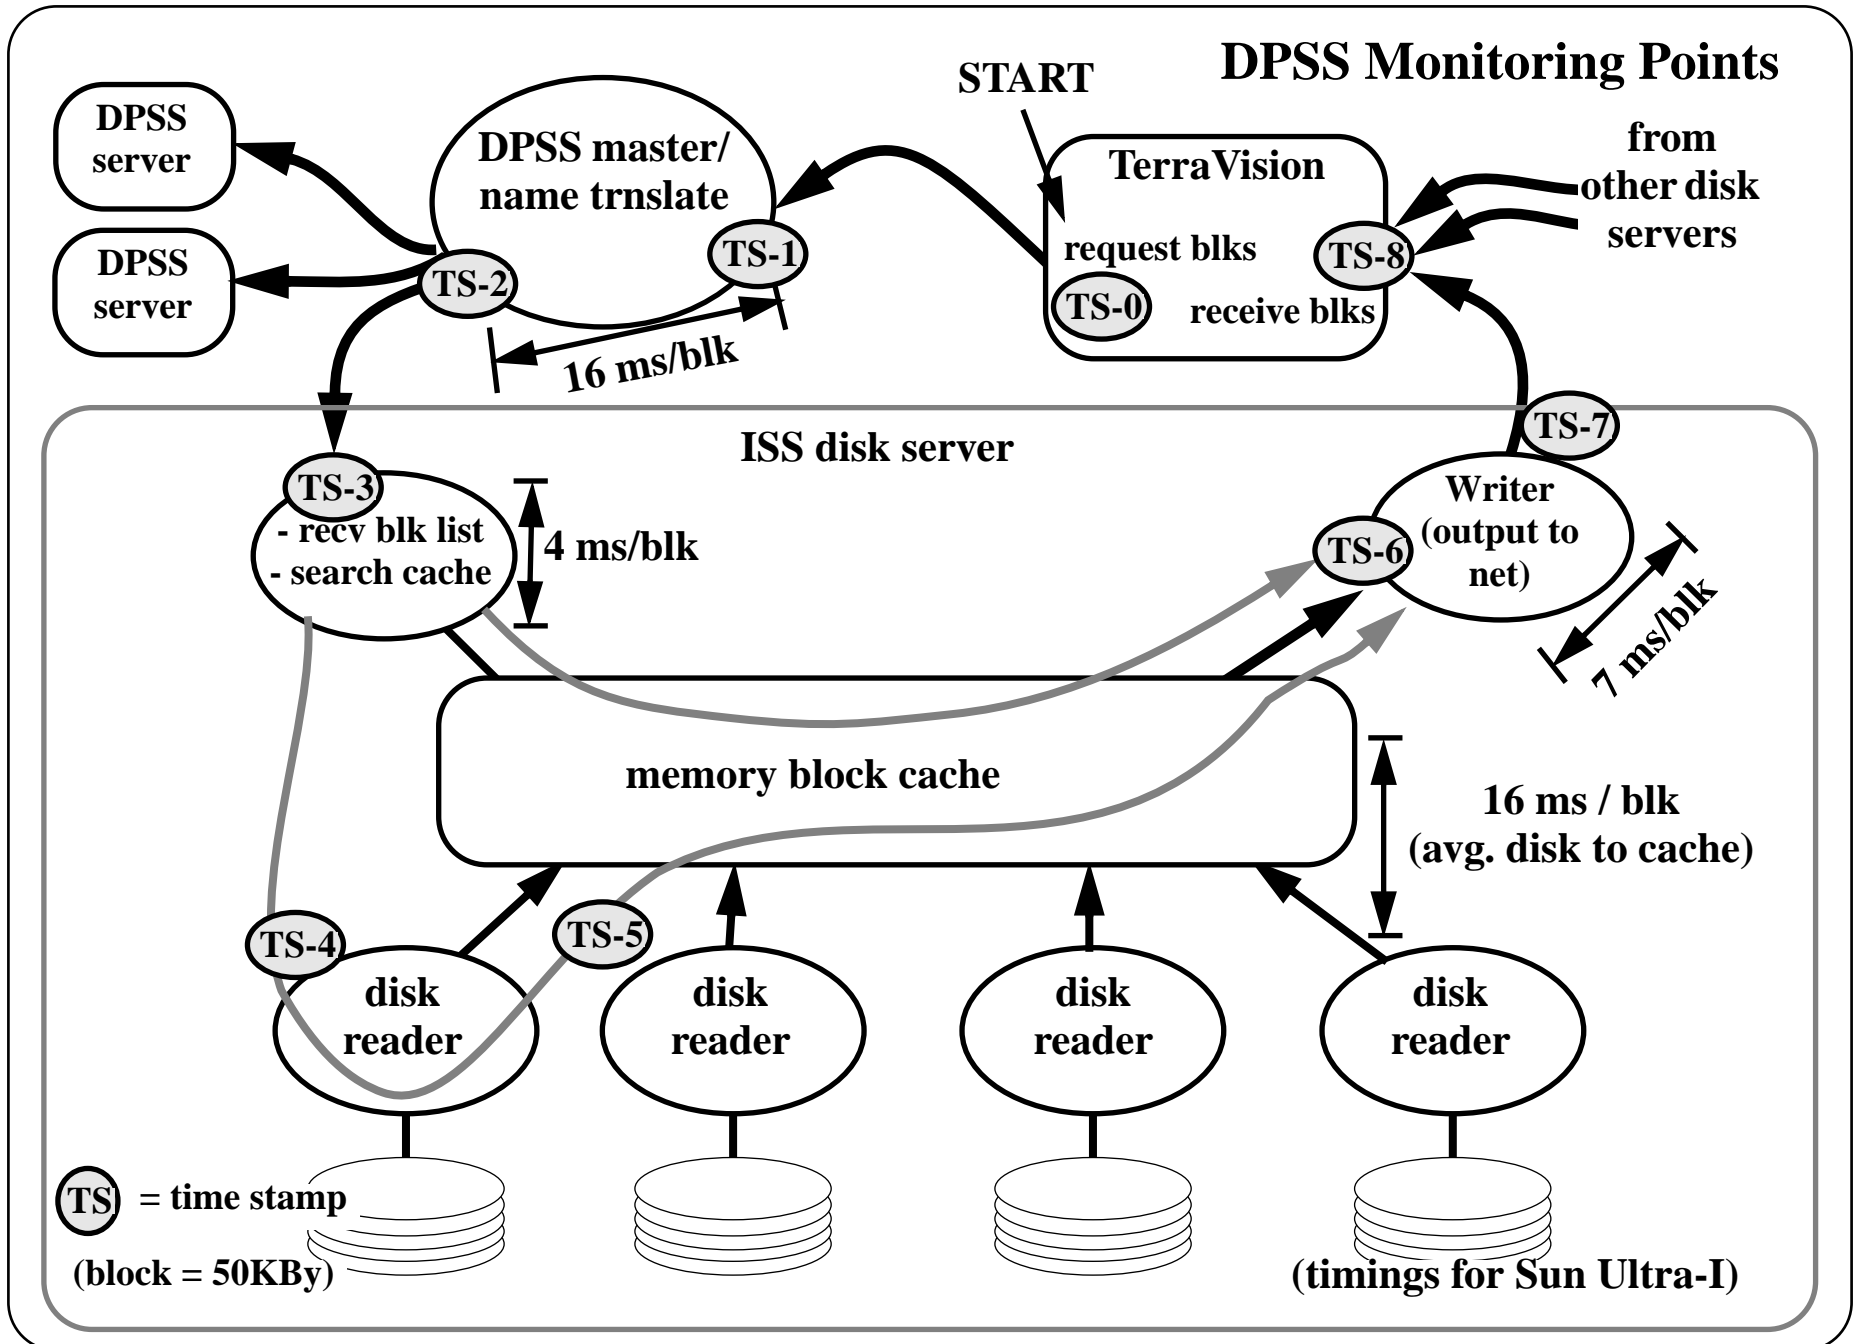 DPSS Monitoring Points
START
DPSS
server
DPSS master/
name trnslate
TerraVision
from
other disk
servers
TS-1
request blks
TS-8
DPSS
server
TS-2
TS-0
receive blks
16 ms/blk
TS-7
ISS disk server
TS-3
- recv blk list
- search cache
4 ms/blk
Writer
(output to
net)
TS-6
7 ms/blk
memory block cache
16 ms / blk
(avg. disk to cache)
TS-4
TS-5
disk
reader
disk
reader
disk
reader
disk
reader
TS
= time stamp
(block = 50KBy)
(timings for Sun Ultra-I)